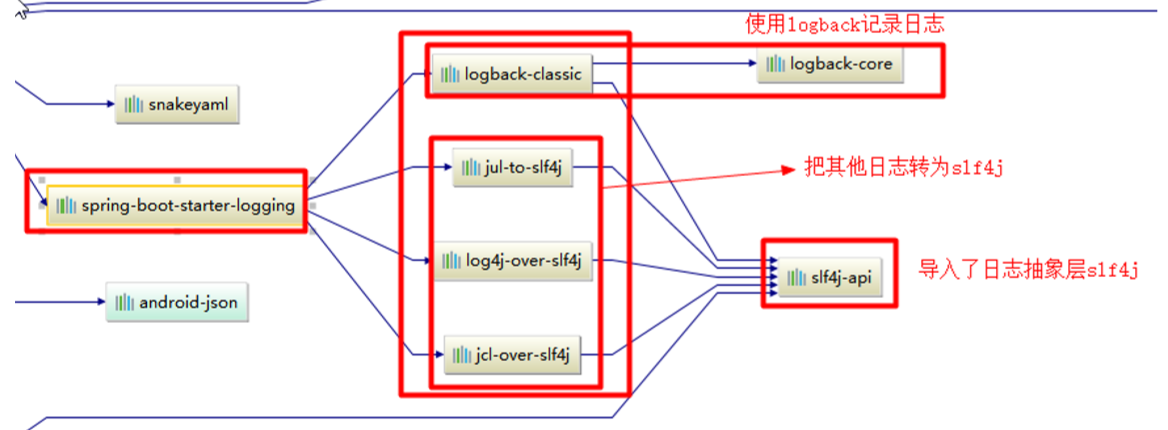 使用logback记录日志
logback-classic
logback-core
snakeyaml
jul-to-slf4j
把其他日志转为slf4j
spring-boot-starter-logging
log4j-over-slf4j
slf4j-api
导入了日志抽象层slf4j
android-json
jcl-over-slf4j